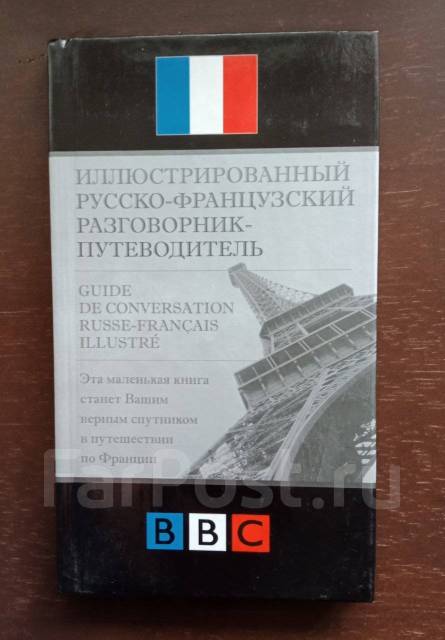 ИЛЛЮСТРИРОВАННЫЙ
РУССКО-ФРАНЦУЗСКИЙ
РАЗГОВОРНИК-
ПУТЕВОДИТЕЛЬ
GUIDE
DE CONVERSATION
RUSSE-FRANÇAIS
ILLUSTRÉ
Эта маленькая книга
станет Вашим
верным спутником
в путешествии
по Франции
FarPost.ru
BBC